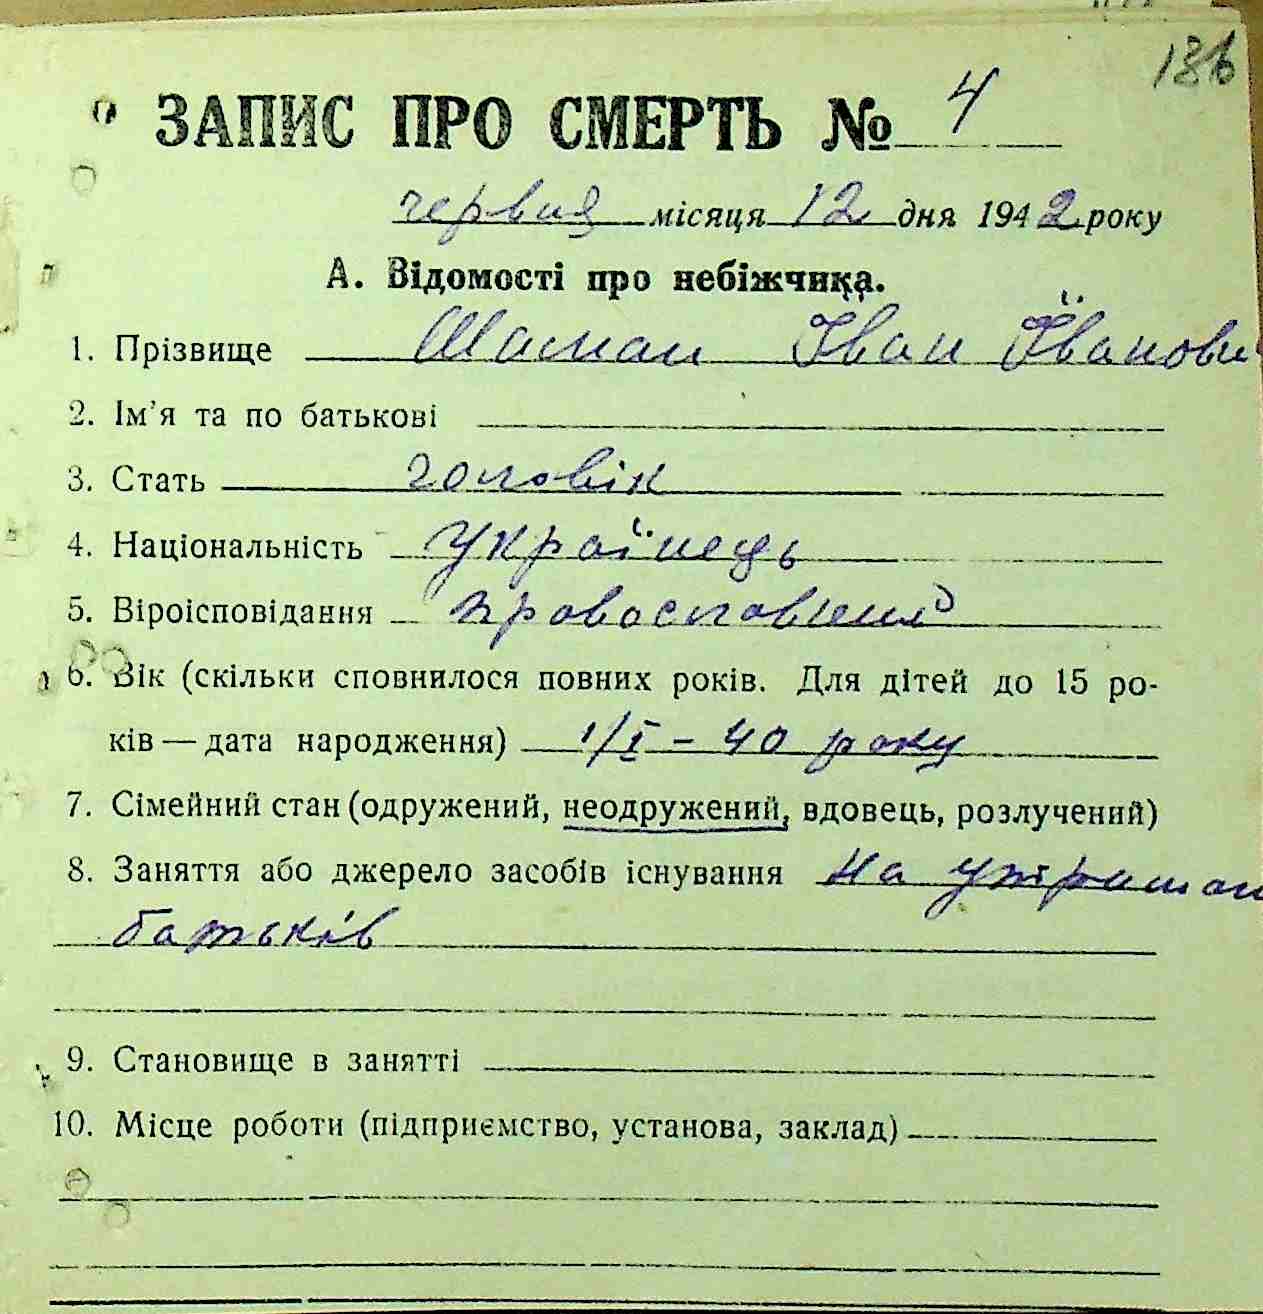 186
ЗАПИС ПРО СМЕРТЬ № 4
червня місяця 12 дня 1942 року
А. Відомості про небіжчика.
1. Прізвище Шаман Їван Їванови
2. Ім'я та по батькові
3. Стать чоловік
4. Національність Українець
5. Віроісповідання православний
6. Вік (скільки сповнилося повних років. Для дітей до 15 ро-
ків — дата народження) 1/I - 40 року
7. Сімейний стан (одружений, неодружений, вдовець, розлучений)
8. Заняття або джерело засобів існування на утриман
батьків
9. Становище в занятті
10. Місце роботи (підприємство, установа, заклад)